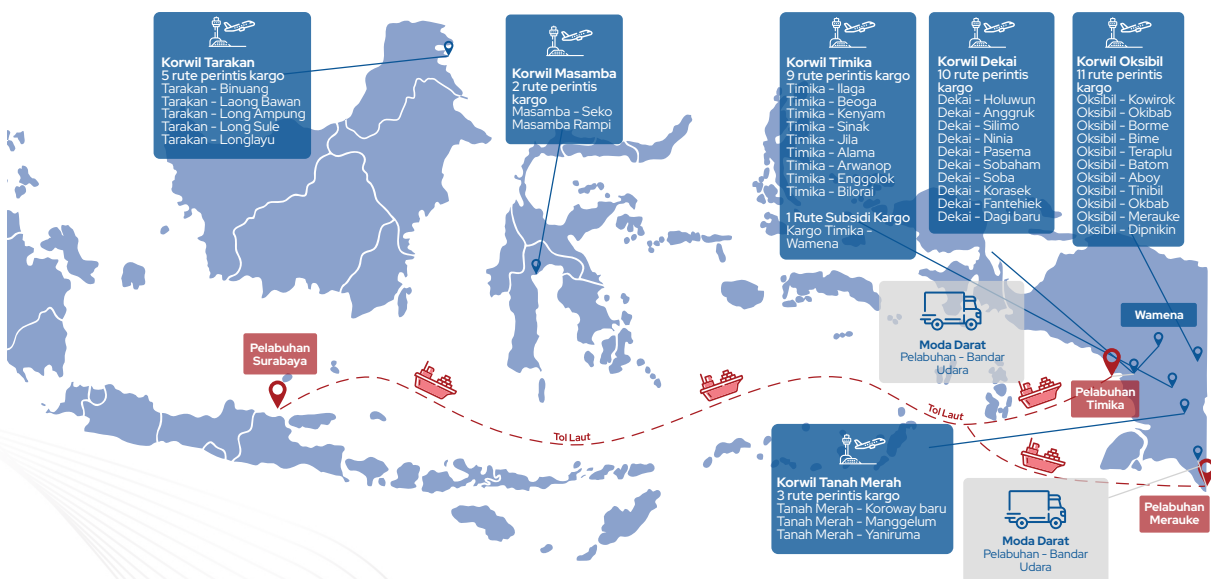 Korwil Tarakan
5 rute perintis kargo
Tarakan - Binuang
Tarakan - Laong Bawan
Tarakan - Long Ampung
Tarakan - Long Sule
Tarakan - Longlayu
Korwil Masamba
2 rute perintis
kargo
Masamba - Seko
Masamba Rampi
Korwil Timika
9 rute perintis kargo
Timika - Ilaga
Timika - Beoga
Timika - Kenyam
Timika - Sinak
Timika - Jila
Timika - Alama
Timika - Arwanop
Timika - Enggolok
Timika - Bilorai
1 Rute Subsidi Kargo
Kargo Timika -
Wamena
Korwil Dekai
10 rute perintis
kargo
Dekai - Holuwun
Dekai - Anggruk
Dekai - Silimo
Dekai - Ninia
Dekai - Pasema
Dekai - Sobaham
Dekai - Soba
Dekai - Korasek
Dekai - Fantehiek
Dekai - Dagi baru
Korwil Oksibil
11 rute perintis
kargo
Oksibil - Kowirok
Oksibil - Okibab
Oksibil - Borme
Oksibil - Bime
Oksibil - Teraplu
Oksibil - Batom
Oksibil - Aboy
Oksibil - Tinibil
Oksibil - Okbab
Oksibil - Merauke
Oksibil - Dipnikin
Wamena
Moda Darat
Pelabuhan - Bandar
Udara
Pelabuhan
Surabaya
Pelabuhan
Timika
Tol Laut
Tol Laut
Korwil Tanah Merah
3 rute perintis kargo
Tanah Merah - Koroway baru
Tanah Merah - Manggelum
Tanah Merah - Yaniruma
Moda Darat
Pelabuhan - Bandar
Udara
Pelabuhan
Merauke